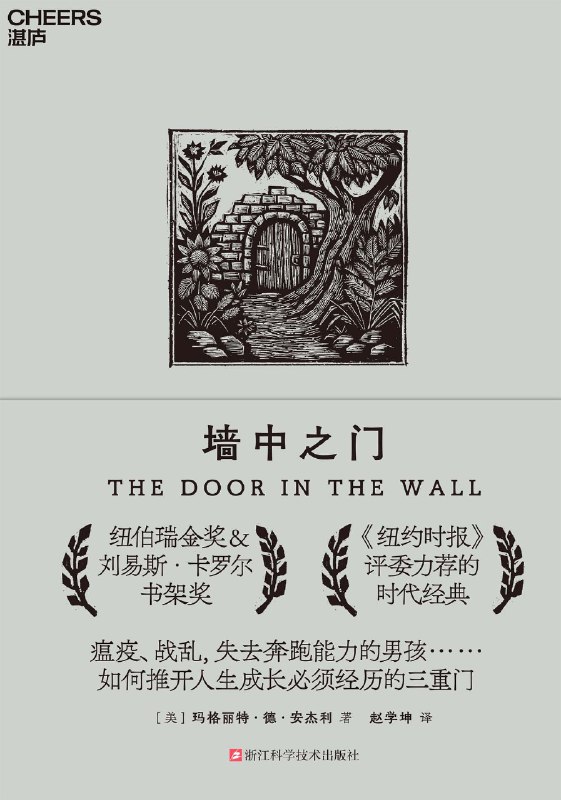 CHEERS
湛庐
墙中之门
THE DOOR IN THE WALL
纽伯瑞金奖&
刘易斯·卡罗尔
书架奖
《纽约时报》
评委力荐的
时代经典
瘟疫、战乱,失去奔跑能力的男孩……
如何推开人生成长必须经历的三重门
[美]玛格丽特·德·安杰利 著 赵学坤 译
浙江科学技术出版社